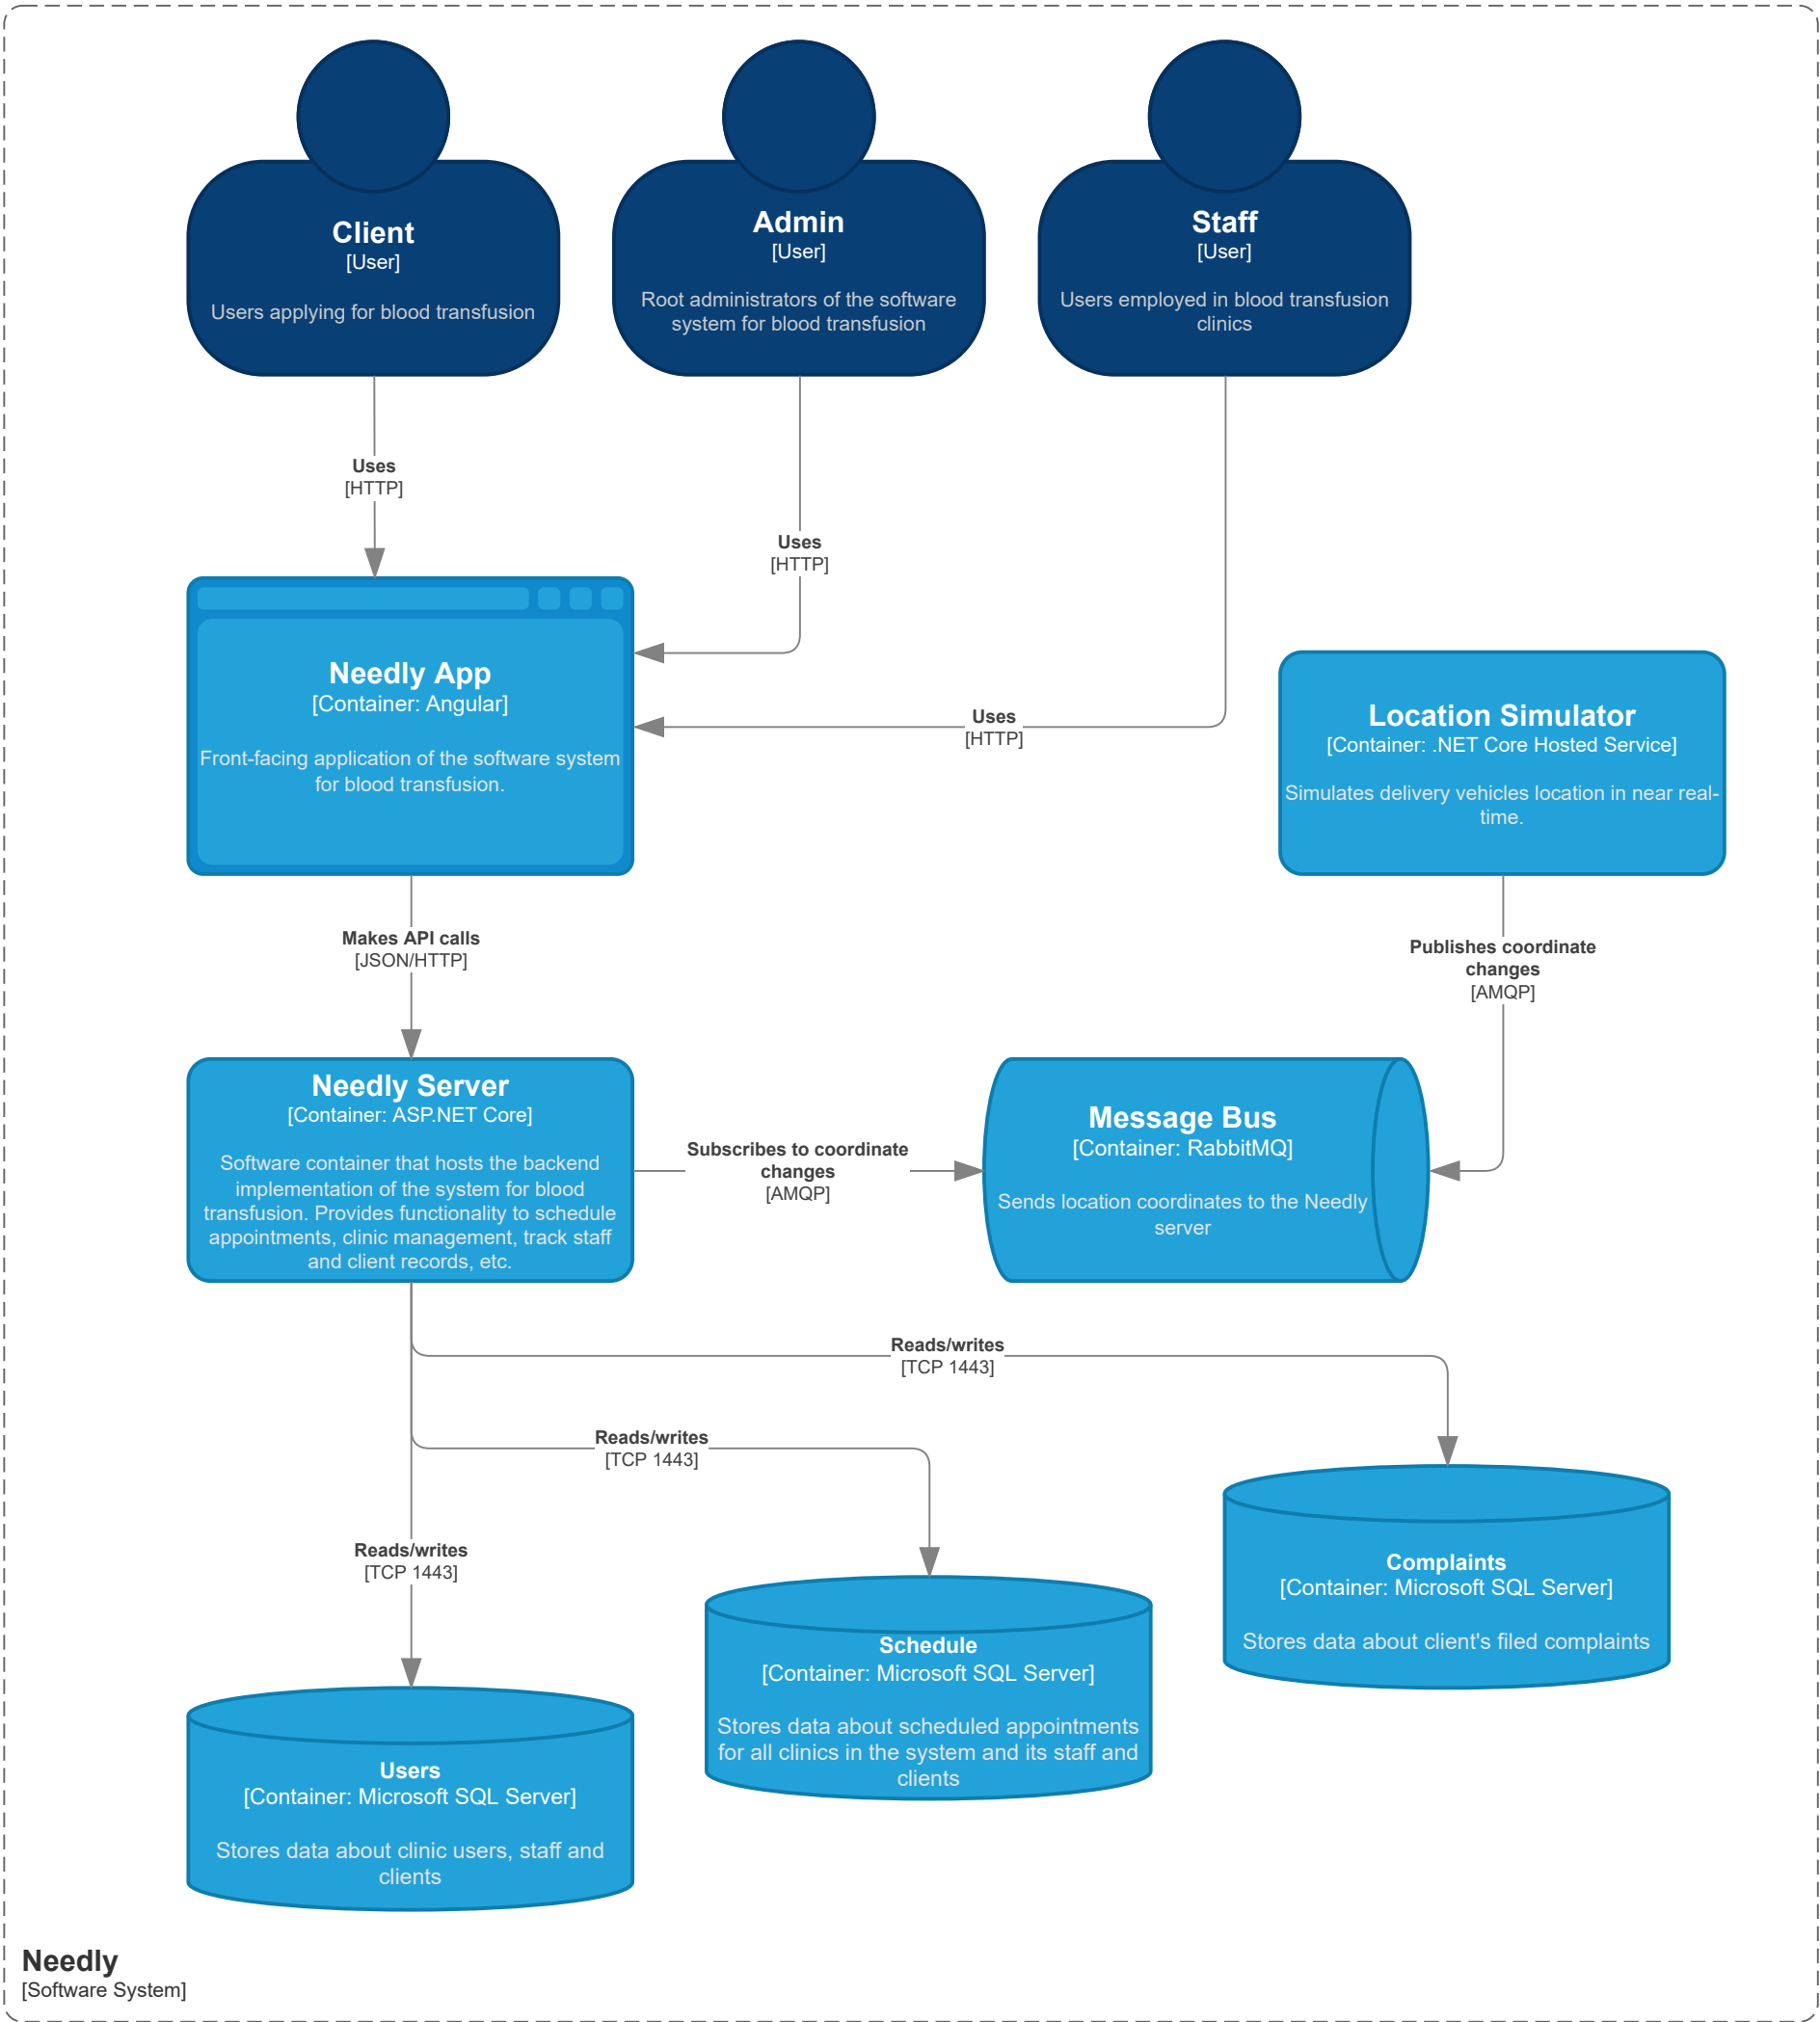 Client
[User]
Users applying for blood transfusion
Admin
[User]
Root administrators of the software
system for blood transfusion
Staff
[User]
Users employed in blood transfusion
clinics
Uses
[HTTP]
Uses
[HTTP]
Uses
[HTTP]
Needly App
[Container: Angular]
Front-facing application of the software system
for blood transfusion.
Location Simulator
[Container: .NET Core Hosted Service]
Simulates delivery vehicles location in near real-
time.
Makes API calls
[JSON/HTTP]
Publishes coordinate
changes
[AMQP]
Needly Server
[Container: ASP.NET Core]
Software container that hosts the backend
implementation of the system for blood
transfusion. Provides functionality to schedule
appointments, clinic management, track staff
and client records, etc.
Subscribes to coordinate
changes
[AMQP]
Message Bus
[Container: RabbitMQ]
Sends location coordinates to the Needly
server
Reads/writes
[TCP 1443]
Reads/writes
[TCP 1443]
Reads/writes
[TCP 1443]
Complaints
[Container: Microsoft SQL Server]
Stores data about client's filed complaints
Schedule
[Container: Microsoft SQL Server]
Stores data about scheduled appointments
for all clinics in the system and its staff and
clients
Users
[Container: Microsoft SQL Server]
Stores data about clinic users, staff and
clients
Needly
[Software System]